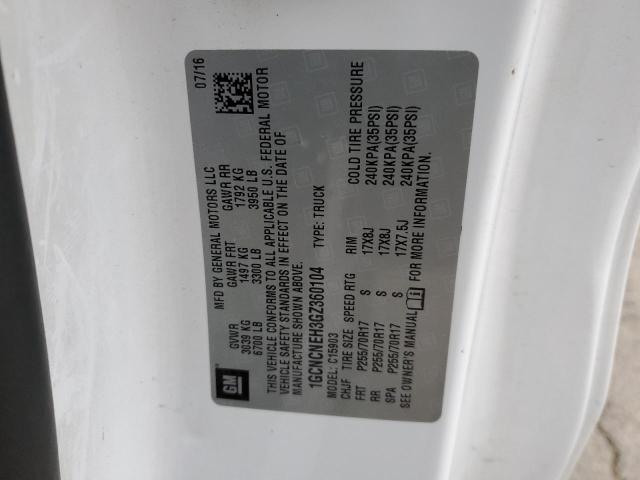 GM
MFD BY GENERAL MOTORS LLC 07/16
GVWR GAWR FRT GAWR RR
3039 KG 1497 KG 1792 KG
6700 LB 3300 LB 3950 LB
THIS VEHICLE CONFORMS TO ALL APPLICABLE U.S. FEDERAL MOTOR
VEHICLE SAFETY STANDARDS IN EFFECT ON THE DATE OF
MANUFACTURE SHOWN ABOVE.
1GCNCNEH3GZ360104 TYPE: TRUCK
MODEL: C15903
CHJF TIRE SIZE SPEED RTG RIM COLD TIRE PRESSURE
FRT P255/70R17 S 17X8J 240KPA(35PSI)
RR P255/70R17 S 17X8J 240KPA(35PSI)
SPA P255/70R17 S 17X7.5J 240KPA(35PSI)
SEE OWNER'S MANUAL FOR MORE INFORMATION.